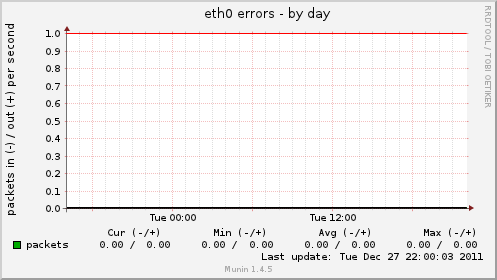 eth0 errors - by day
RRDTOOL / TOBI OETIKER
packets in (-) / out (+) per second
1.0
0.9
0.8
0.7
0.6
0.5
0.4
0.3
0.2
0.1
0.0
Tue 00:00 Tue 12:00
Cur (-/+) Min (-/+) Avg (-/+) Max (-/+)
packets 0.00 / 0.00 0.00 / 0.00 0.00 / 0.00 0.00 / 0.00
Last update: Tue Dec 27 22:00:03 2011
Munin 1.4.5